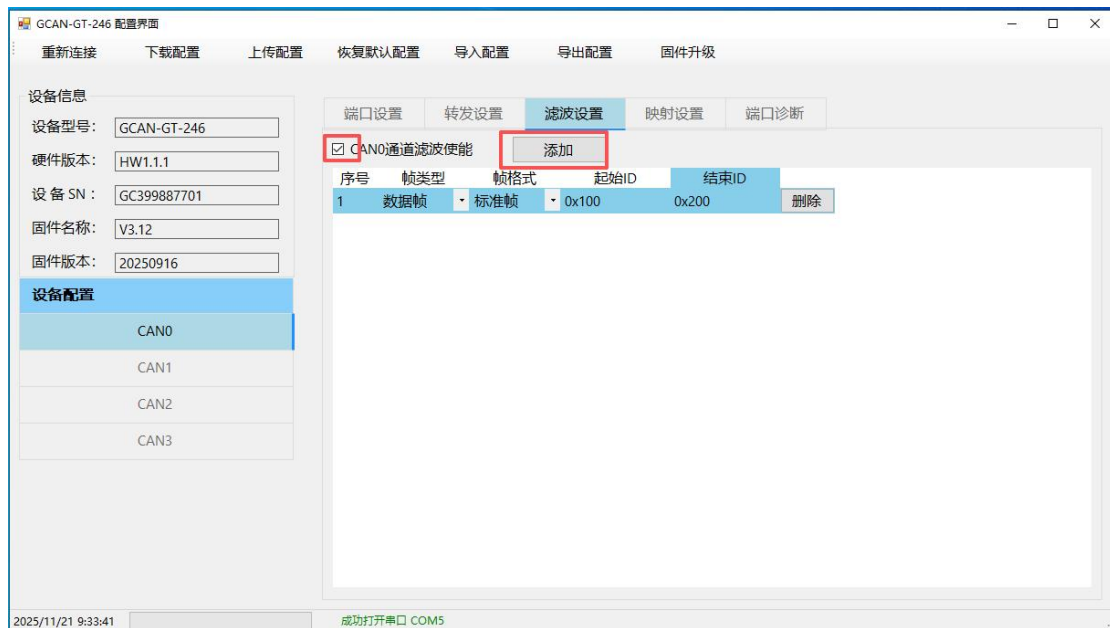 GCAN-GT-246 配置界面
重新连接 下载配置 上传配置 恢复默认配置 导入配置 导出配置 固件升级
设备信息
设备型号： GCAN-GT-246
硬件版本： HW1.1.1
设 备 SN： GC399887701
固件名称： V3.12
固件版本： 20250916
设备配置
CAN0
CAN1
CAN2
CAN3
端口设置 转发设置 滤波设置 映射设置 端口诊断
CAN0通道滤波使能 添加
序号 帧类型 帧格式 起始ID 结束ID
1 数据帧 标准帧 0x100 0x200 删除
2025/11/21 9:33:41 成功打开串口 COM5